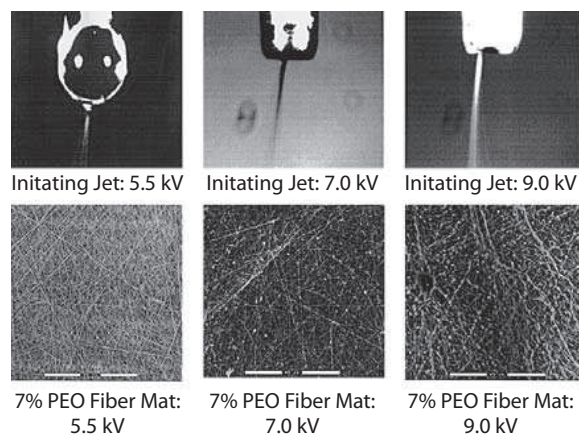 Initating Jet: 5.5 kV
Initating Jet: 7.0 kV
Initating Jet: 9.0 kV
7% PEO Fiber Mat:
5.5 kV
7% PEO Fiber Mat:
7.0 kV
7% PEO Fiber Mat:
9.0 kV